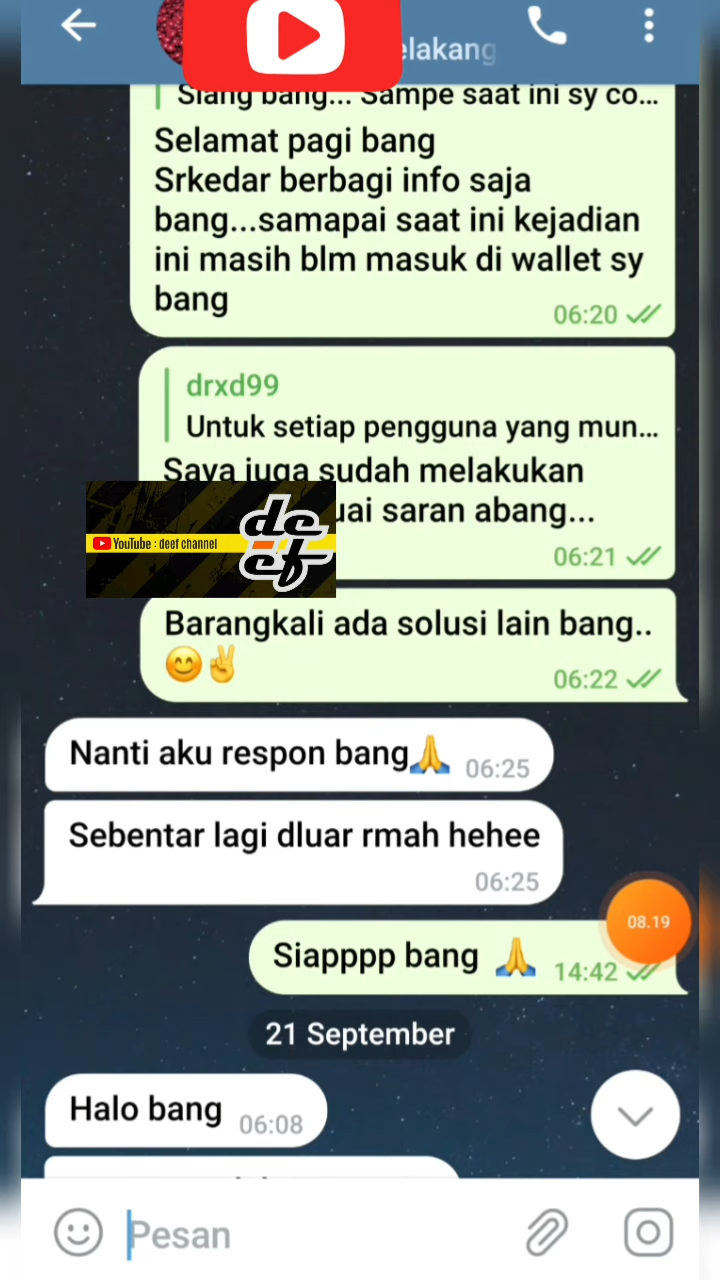 elakang
Siang bang... Sampe saat ini sy co...
Selamat pagi bang
Srkedar berbagi info saja
bang...samapai saat ini kejadian
ini masih blm masuk di wallet sy
bang
06:20
drxd99
Untuk setiap pengguna yang mun...
Saya juga sudah melakukan
uai saran abang...
06:21
YouTube : deef channel
deef
Barangkali ada solusi lain bang..
😊✌
06:22
Nanti aku respon bang🙏 06:25
Sebentar lagi dluar rmah hehee
06:25
08.19
Siapppp bang 🙏 14:42
21 September
Halo bang 06:08
Pesan